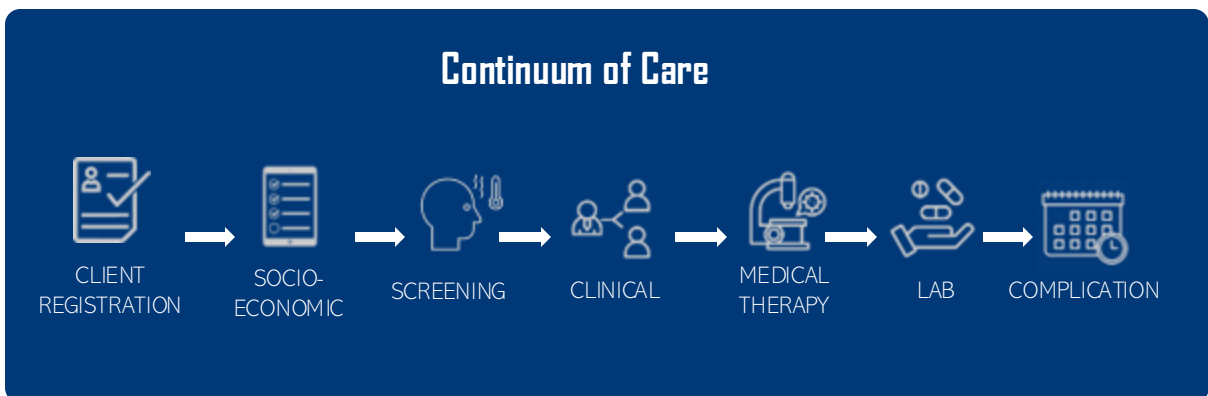 Continuum of Care
CLIENT
REGISTRATION
SOCIO-
ECONOMIC
SCREENING
CLINICAL
MEDICAL
THERAPY
LAB
COMPLICATION